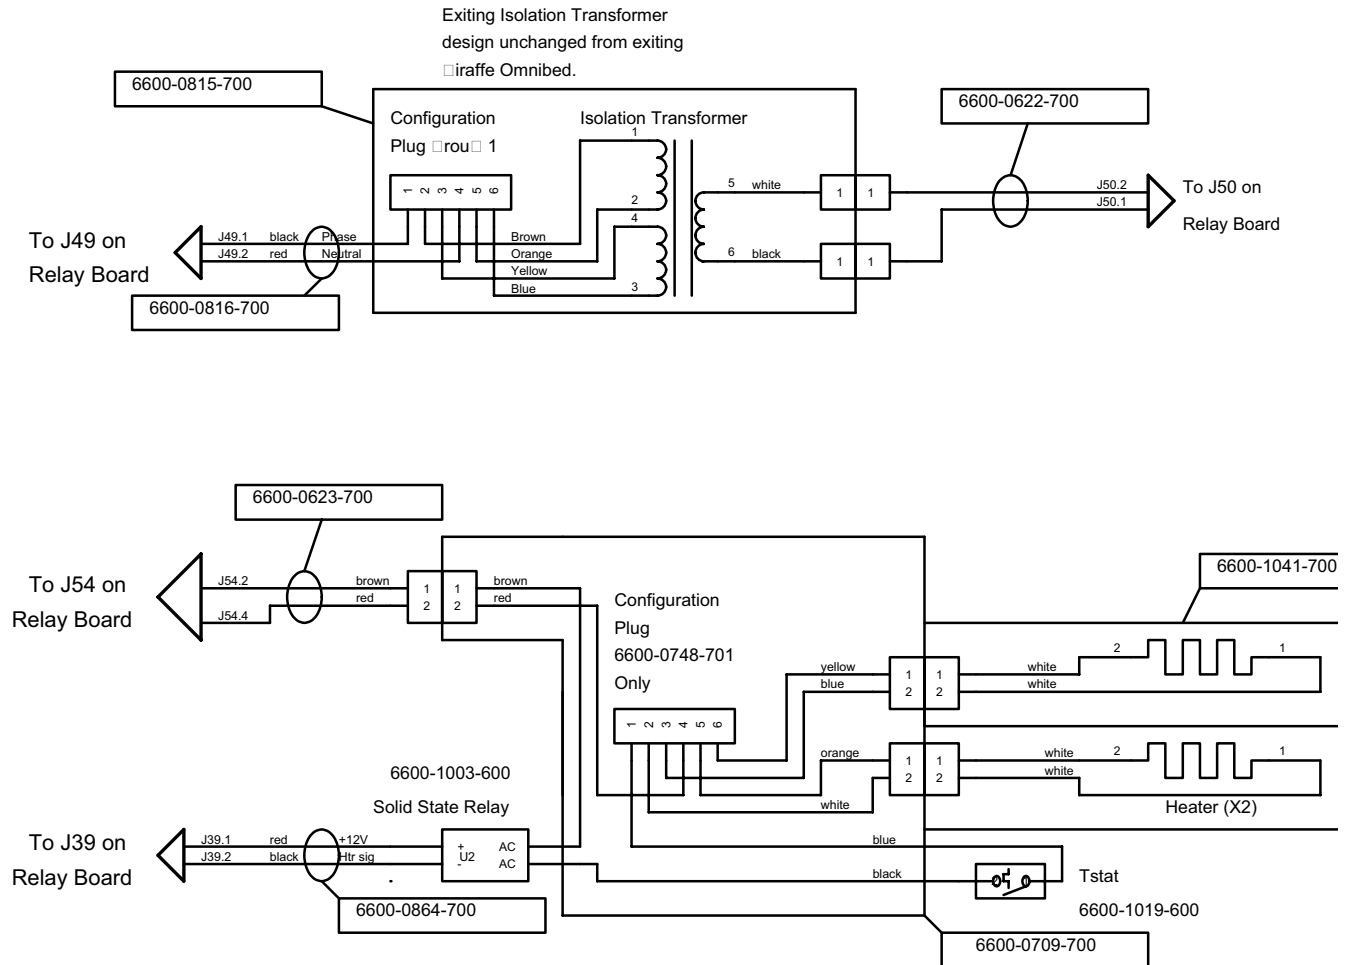 Exiting Isolation Transformer
design unchanged from exiting
□iraffe Omnibed.
6600-0815-700
6600-0622-700
Configuration
Plug □rou□ 1
Isolation Transformer
1
2
4
3
1 2 3 4 5 6
5 white
6 black
1 1
1 1
J50.2
J50.1
To J50 on
Relay Board
To J49 on
Relay Board
J49.1 black Phase
J49.2 red Neutral
Brown
Orange
Yellow
Blue
6600-0816-700
6600-0623-700
6600-1041-700
To J54 on
Relay Board
J54.2
J54.4
brown
red
1 1
2 2
brown
red
Configuration
Plug
6600-0748-701
Only
1 2 3 4 5 6
yellow
blue
1 1
2 2
white
white
2 1
orange
white
1 1
2 2
white
white
2 1
Heater (X2)
6600-1003-600
Solid State Relay
To J39 on
Relay Board
J39.1 red +12V
J39.2 black Htr sig
+ AC
U2
- AC
blue
black
Tstat
6600-1019-600
6600-0864-700
6600-0709-700